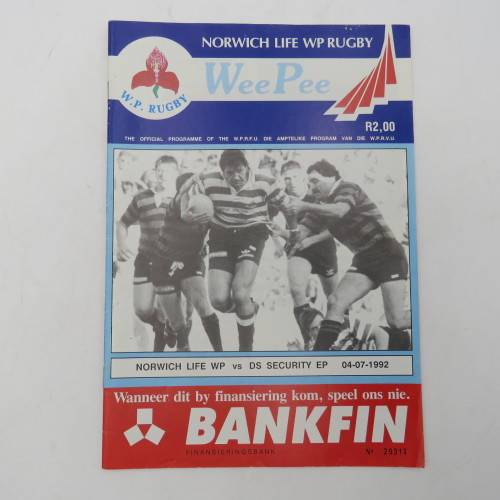 NORWICH LIFE WP RUGBY
WeePee
W.P. RUGBY
R2,00
THE OFFICIAL PROGRAMME OF THE W.P.R.F.U. DIE AMPTELIKE PROGRAM VAN DIE W.P.R.V.U.
NORWICH LIFE WP vs DS SECURITY EP 04-07-1992
Wanneer dit by finansiering kom, speel ons nie.
BANKFIN
FINANSIERINGSBANK
Nº 29313